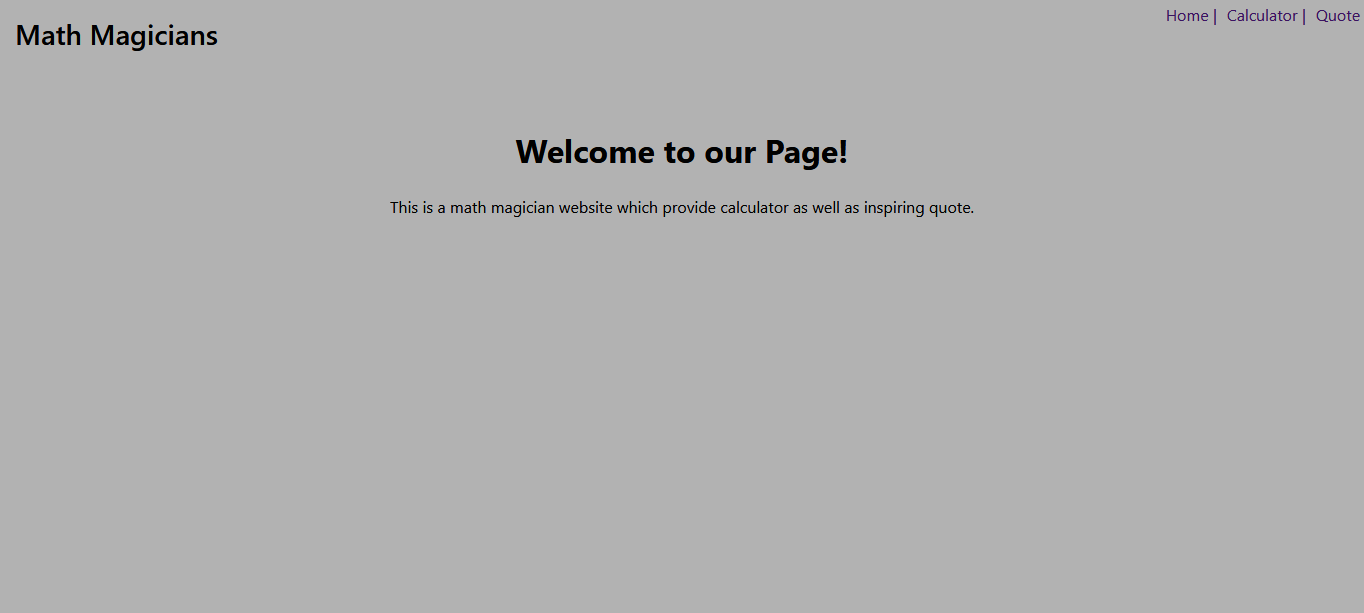 Math Magicians
Home | Calculator | Quote
Welcome to our Page!
This is a math magician website which provide calculator as well as inspiring quote.